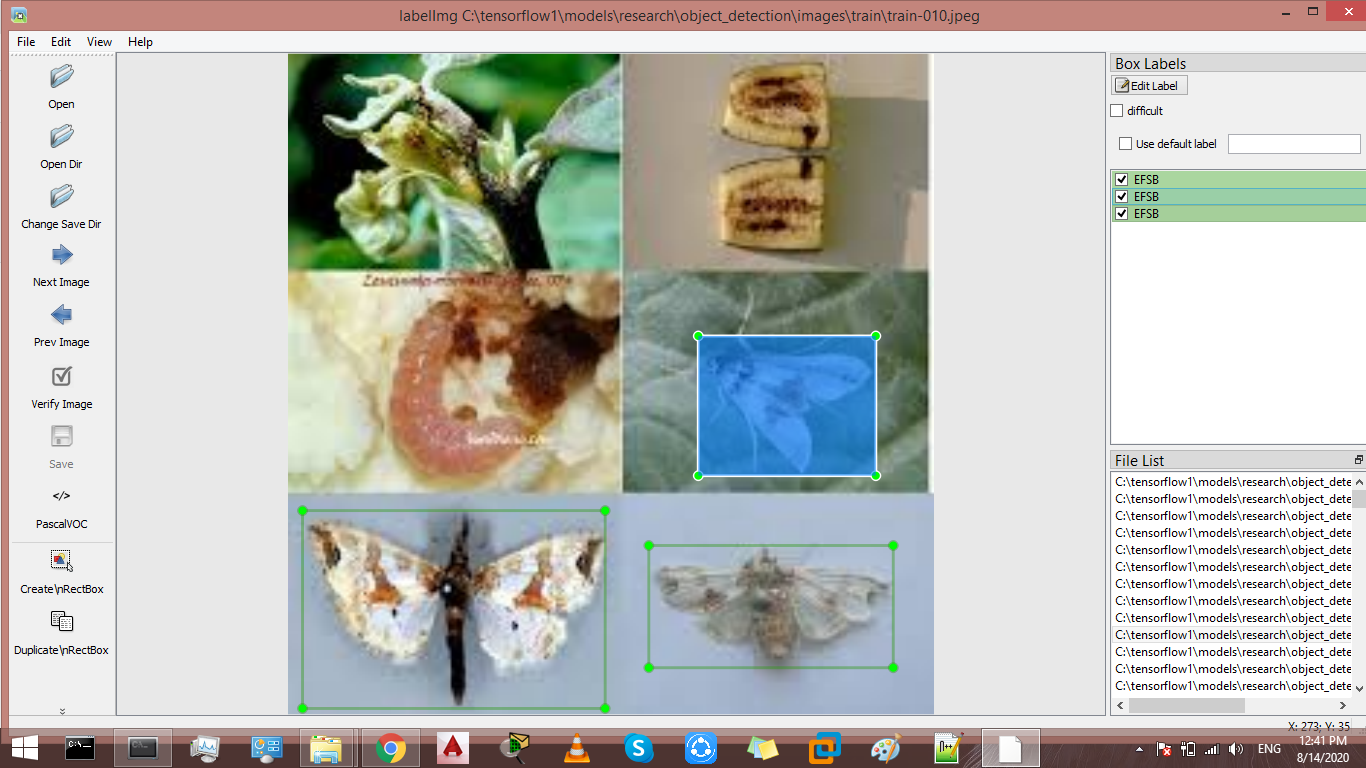 labelImg C:\tensorflow1\models\research\object_detection\images\train\train-010.jpeg
File Edit View Help
Open
Open Dir
Change Save Dir
Next Image
Prev Image
Verify Image
Save
</>
PascalVOC
Create\nRectBox
Duplicate\nRectBox
Box Labels
Edit Label
difficult
Use default label
EFSB
EFSB
EFSB
File List
C:\tensorflow1\models\research\object_dete
C:\tensorflow1\models\research\object_dete
C:\tensorflow1\models\research\object_dete
C:\tensorflow1\models\research\object_dete
C:\tensorflow1\models\research\object_dete
C:\tensorflow1\models\research\object_dete
C:\tensorflow1\models\research\object_dete
C:\tensorflow1\models\research\object_dete
C:\tensorflow1\models\research\object_dete
C:\tensorflow1\models\research\object_dete
C:\tensorflow1\models\research\object_dete
C:\tensorflow1\models\research\object_dete
C:\tensorflow1\models\research\object_dete
X: 273; Y: 35
ENG
12:41 PM
8/14/2020